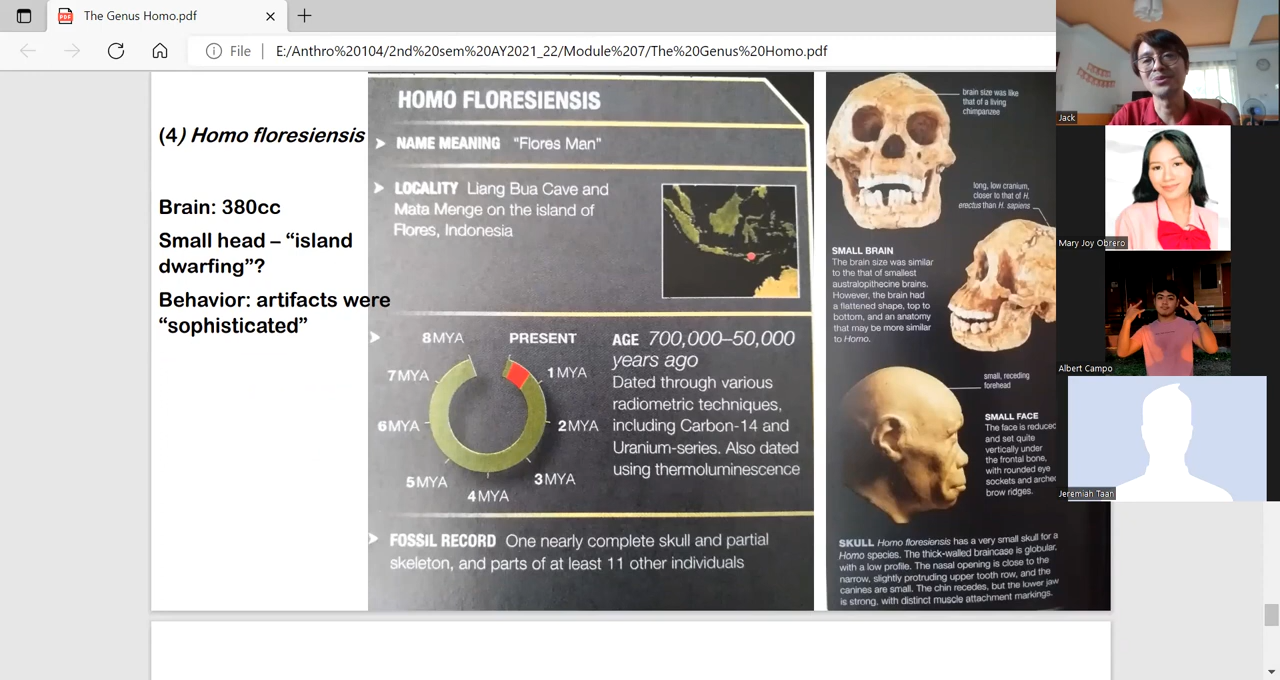 The Genus Homo.pdf
File
E:/Anthro%20104/2nd%20sem%20AY2021_22/Module%207/The%20Genus%20Homo.pdf
(4) Homo floresiensis
Brain: 380cc
Small head – “island
dwarfing”?
Behavior: artifacts were
“sophisticated”
HOMO FLORESIENSIS
NAME MEANING “Flores Man”
LOCALITY Liang Bua Cave and
Mata Menge on the island of
Flores, Indonesia
8MYA
PRESENT
7MYA
1MYA
6MYA
2MYA
5MYA
3MYA
4MYA
AGE 700,000–50,000
years ago
Dated through various
radiometric techniques,
including Carbon-14 and
Uranium-series. Also dated
using thermoluminescence
FOSSIL RECORD One nearly complete skull and partial
skeleton, and parts of at least 11 other individuals
brain size was like
that of a living
chimpanzee
long, low cranium,
closer to that of H.
erectus than H. sapiens
SMALL BRAIN
The brain size was similar
to the that of smallest
australopithecine brains.
However, the brain had
a flattened shape, top to
bottom, and an anatomy
that may be more similar
to Homo.
small, receding
forehead
SMALL FACE
The face is reduced
and set quite
vertically under
the frontal bone,
with rounded eye
sockets and arched
brow ridges.
SKULL Homo floresiensis has a very small skull for a
Homo species. The thick-walled braincase is globular,
with a low profile. The nasal opening is close to the
narrow, slightly protruding upper tooth row, and the
canines are small. The chin recedes, but the lower jaw
is strong, with distinct muscle attachment markings.
Jack
Mary Joy Obrero
Albert Campo
Jeremiah Taan